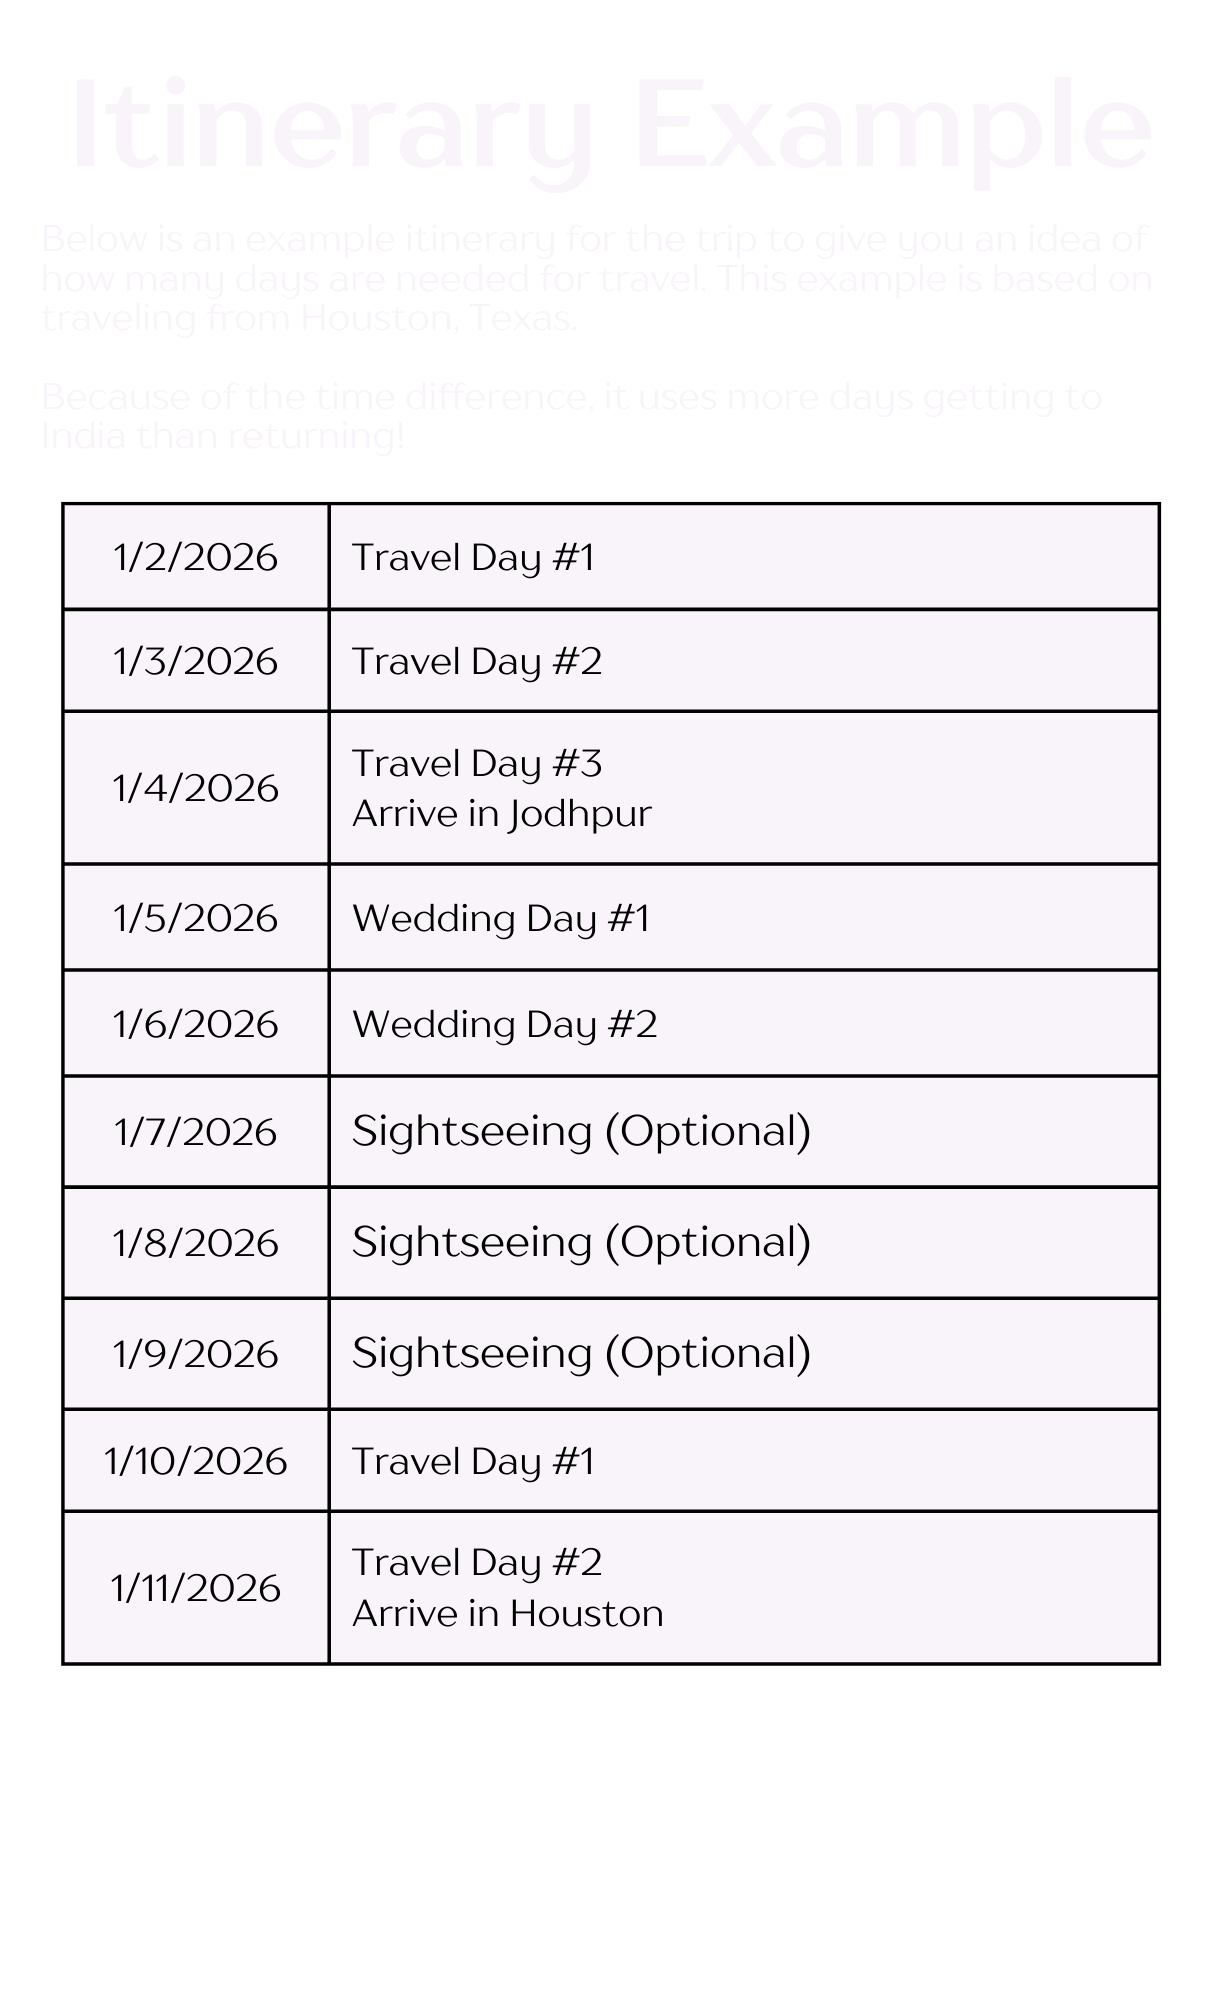 Itinerary Example
Below is an example itinerary for the trip to give you an idea of
how many days are needed for travel. This example is based on
traveling from Houston, Texas.
Because of the time difference, it uses more days getting to
India than returning!
1/2/2026 Travel Day #1
1/3/2026 Travel Day #2
1/4/2026 Travel Day #3
Arrive in Jodhpur
1/5/2026 Wedding Day #1
1/6/2026 Wedding Day #2
1/7/2026 Sightseeing (Optional)
1/8/2026 Sightseeing (Optional)
1/9/2026 Sightseeing (Optional)
1/10/2026 Travel Day #1
1/11/2026 Travel Day #2
Arrive in Houston